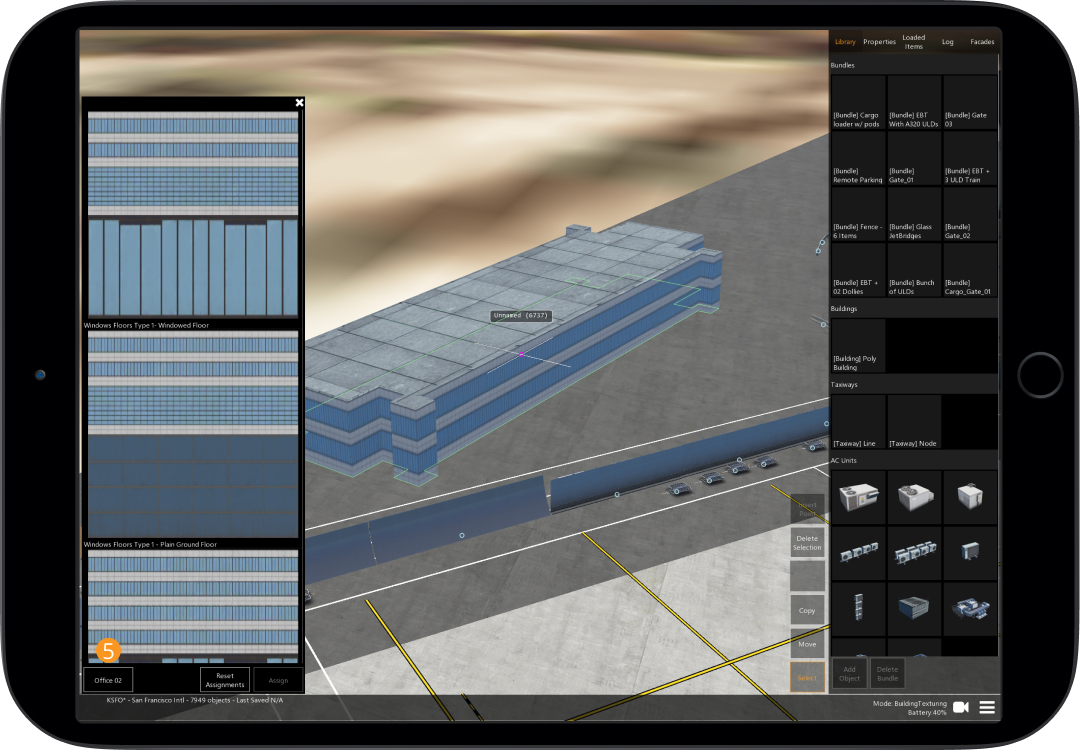 Library Properties Loaded Items Log Facades
Bundles
[Bundle] Cargo
loader w/ pods
[Bundle] EBT
With A320 ULDs
[Bundle] Gate
03
[Bundle]
Remote Parking
[Bundle]
Gate_01
[Bundle] EBT +
3 ULD Train
[Bundle] Fence -
6 Items
[Bundle] Glass
JetBridges
[Bundle]
Gate_02
[Bundle] EBT +
02 Dollies
[Bundle] Bunch
of ULDs
[Bundle]
Cargo_Gate_01
Buildings
[Building] Poly
Building
Taxiways
[Taxiway] Line
[Taxiway] Node
AC Units
Windows Floors Type 1- Windowed Floor
Windows Floors Type 1 - Plain Ground Floor
5
Office 02
Reset
Assignments
Assign
Unnamed (6737)
Insert
Point
Delete
Selection
Copy
Move
Select
Add
Object
Delete
Bundle
KSFO* - San Francisco Intl - 7949 objects - Last Saved N/A
Mode: BuildingTexturing
Battery:40%